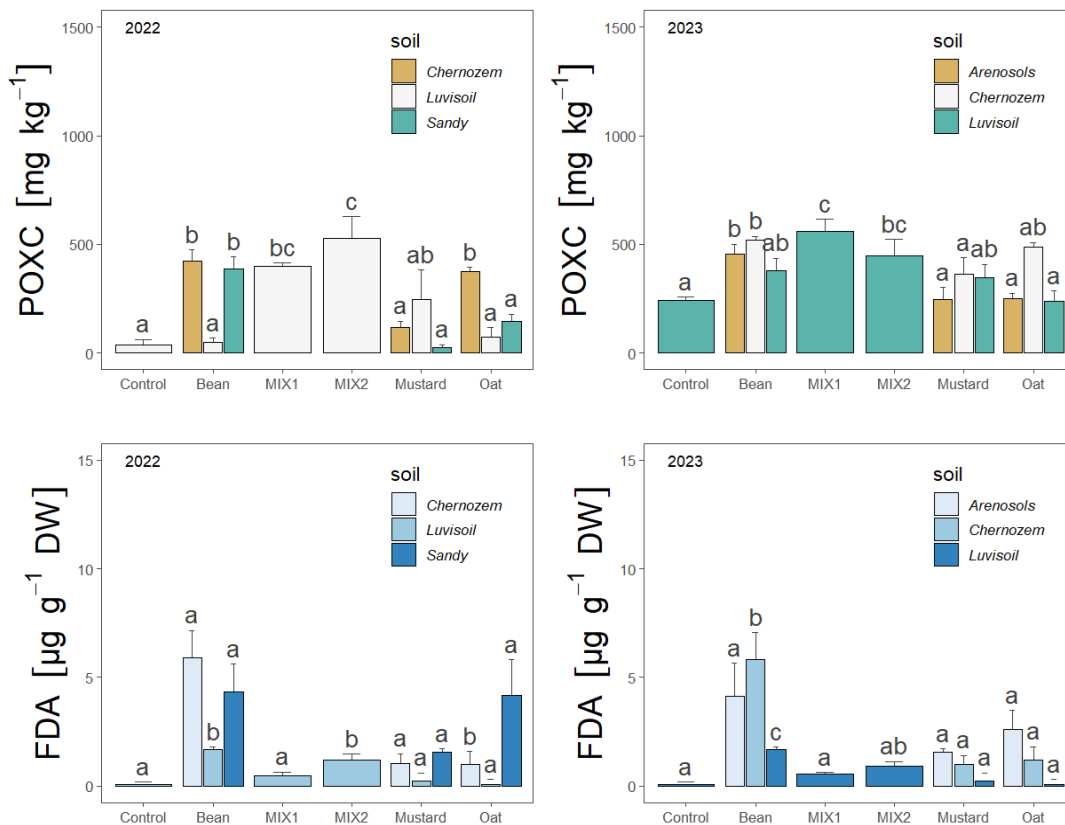 2022
soil
Chernozem
Luvisoil
Sandy
POXC [mg kg⁻¹]
1500
1000
500
0
a
b
a
b
bc
c
a
ab
a
b
a
a
Control
Bean
MIX1
MIX2
Mustard
Oat
2023
soil
Arenosols
Chernozem
Luvisoil
POXC [mg kg⁻¹]
1500
1000
500
0
a
b
b
ab
c
bc
a
a
ab
a
ab
a
Control
Bean
MIX1
MIX2
Mustard
Oat
2022
soil
Chernozem
Luvisoil
Sandy
FDA [µg g⁻¹ DW]
15
10
5
0
a
a
b
a
a
b
a
a
a
b
a
a
Control
Bean
MIX1
MIX2
Mustard
Oat
2023
soil
Arenosols
Chernozem
Luvisoil
FDA [µg g⁻¹ DW]
15
10
5
0
a
a
b
c
a
ab
a
a
a
a
a
a
Control
Bean
MIX1
MIX2
Mustard
Oat